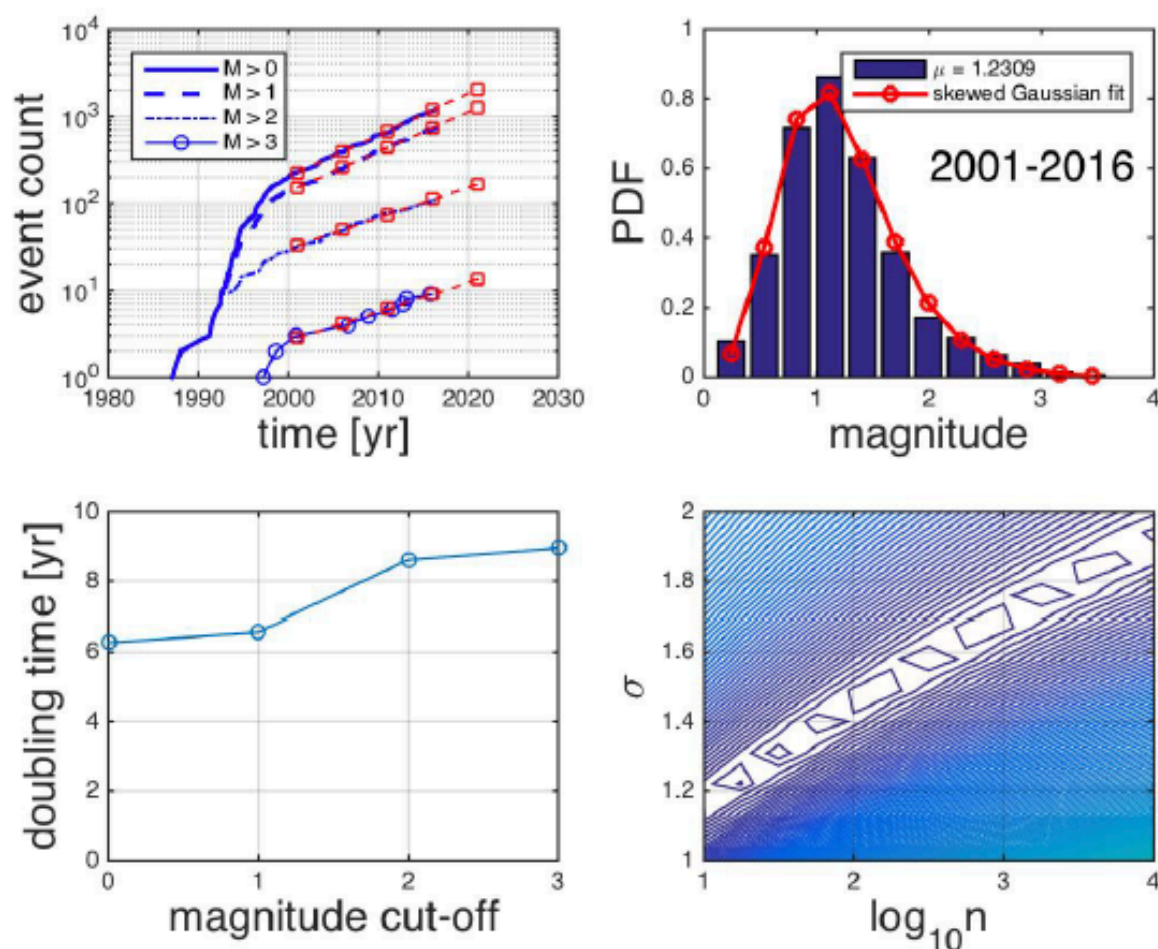 10^4
10^3
10^2
10^1
10^0
event count
M > 0
M > 1
M > 2
M > 3
1980 1990 2000 2010 2020 2030
time [yr]
1
0.8
0.6
0.4
0.2
0
PDF
μ = 1.2309
skewed Gaussian fit
2001-2016
0 1 2 3 4
magnitude
10
8
6
4
2
0
doubling time [yr]
0 1 2 3
magnitude cut-off
2
1.8
1.6
1.4
1.2
1
σ
1 2 3 4
log₁₀n